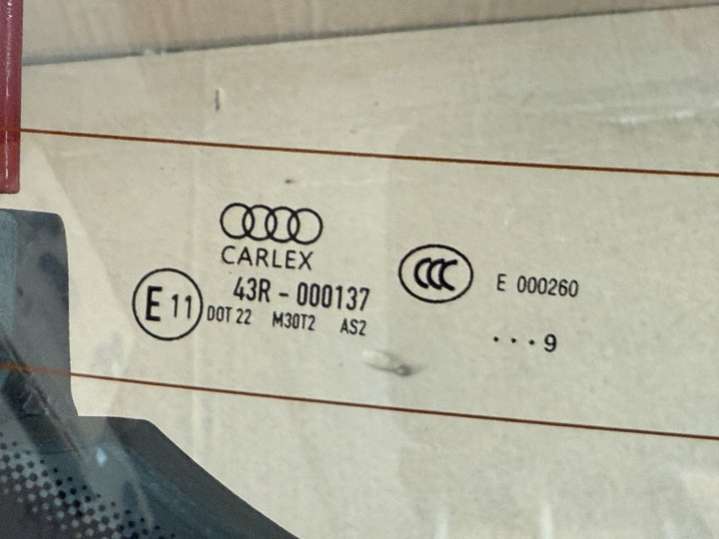 CARLEX
E 11
43R - 000137
DOT 22 M30T2 AS2
CCC
E 000260
...9